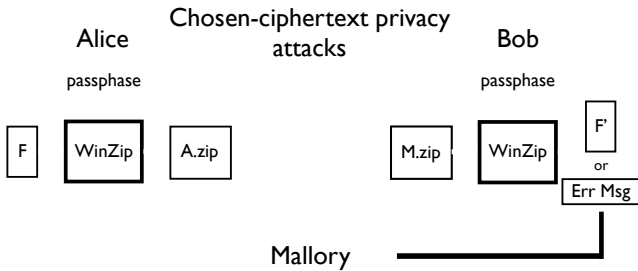 Chosen-ciphertext privacy
attacks
Alice
Bob
passphase
passphase
F
WinZip
A.zip
M.zip
WinZip
F'
or
Err Msg
Mallory